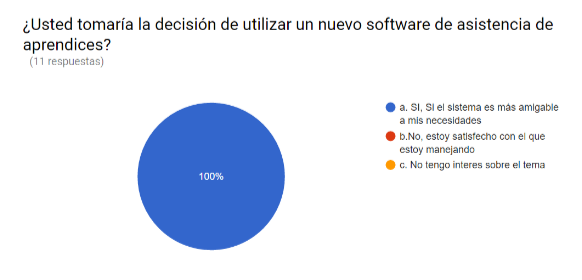 ¿Usted tomaría la decisión de utilizar un nuevo software de asistencia de
aprendices?
(11 respuestas)
100%
a. SI, SI el sistema es más amigable
a mis necesidades
b.No, estoy satisfecho con el que
estoy manejando
c. No tengo interes sobre el tema